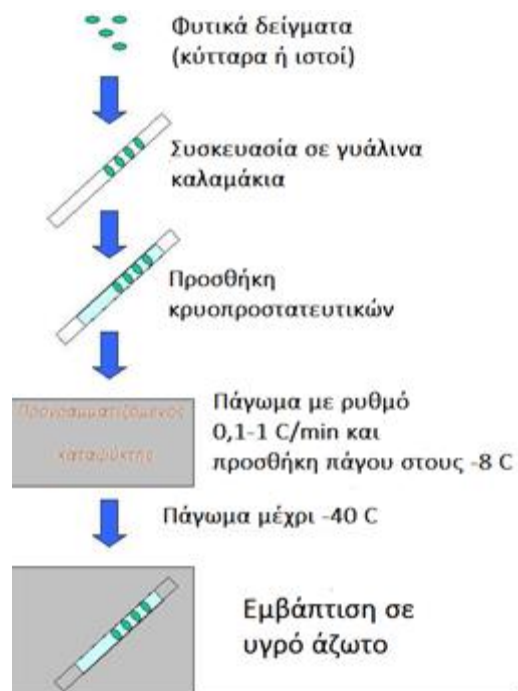 Φυτικά δείγματα
(κύτταρα ή ιστοί)
Συσκευασία σε γυάλινα
καλαμάκια
Προσθήκη
κρυοπροστατευτικών
Προγραμματιζόμενος
καταψύκτης
Πάγωμα με ρυθμό
0,1-1 C/min και
προσθήκη πάγου στους -8 C
Πάγωμα μέχρι -40 C
Εμβάπτιση σε
υγρό άζωτο